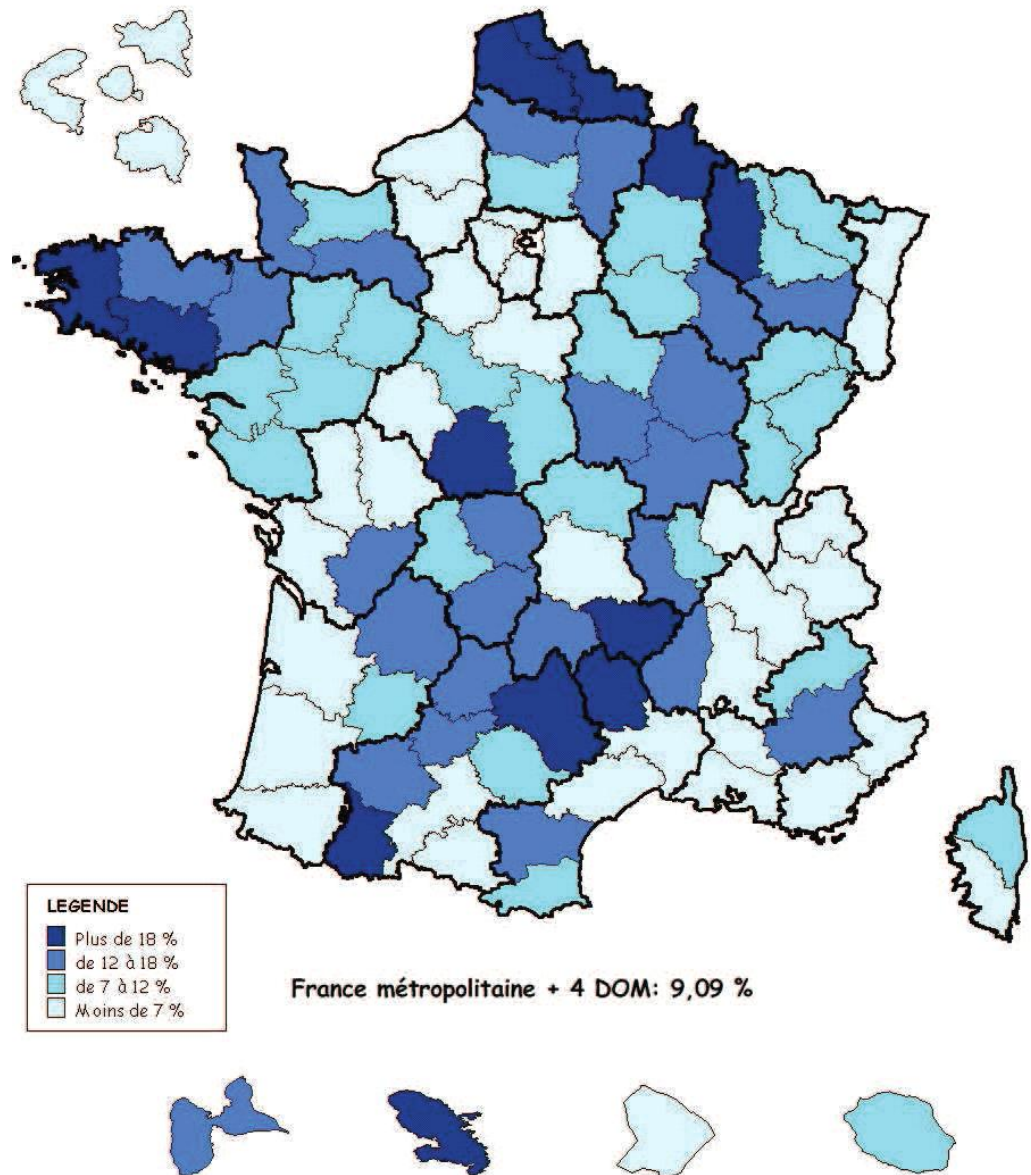 LEGENDE
Plus de 18 %
de 12 à 18 %
de 7 à 12 %
Moins de 7 %
France métropolitaine + 4 DOM: 9,09 %